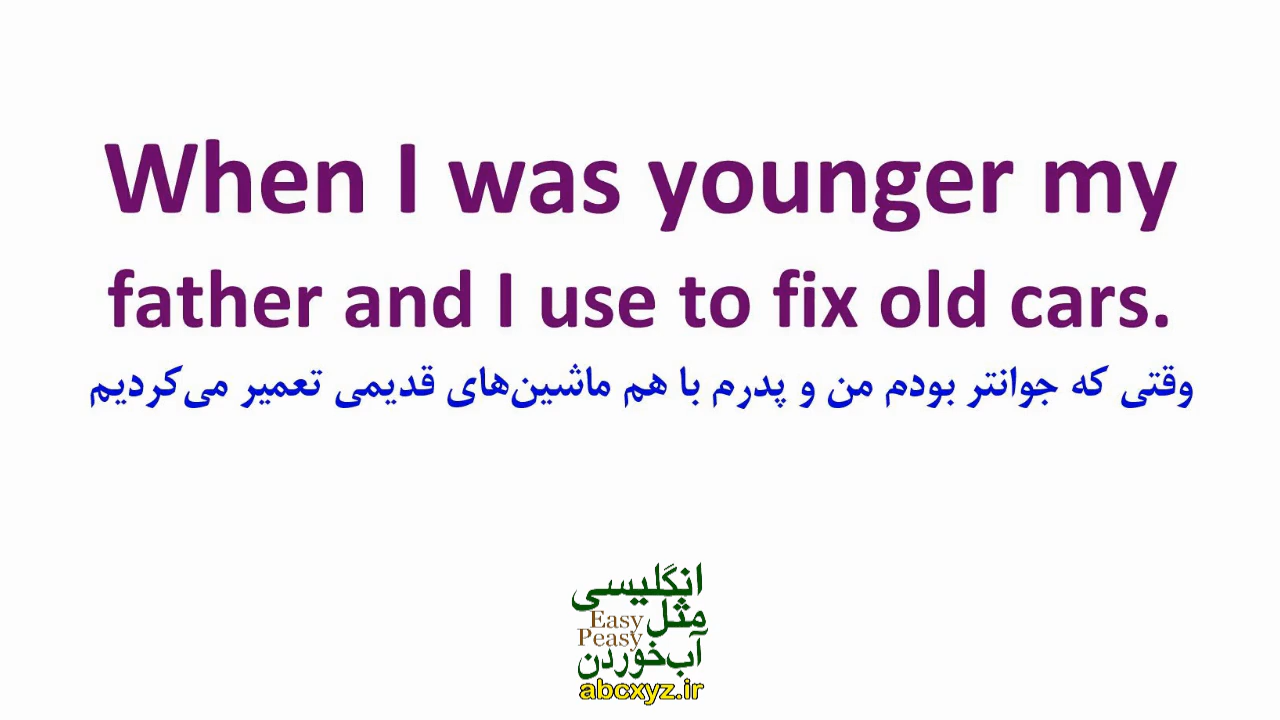 When I was younger my
father and I use to fix old cars.
وقتی که جوانتر بودم من و پدرم با هم ماشین‌های قدیمی تعمیر می‌کردیم
انگلیسی
مثل
Easy
Peasy
آب‌خوردن
abcxyz.ir